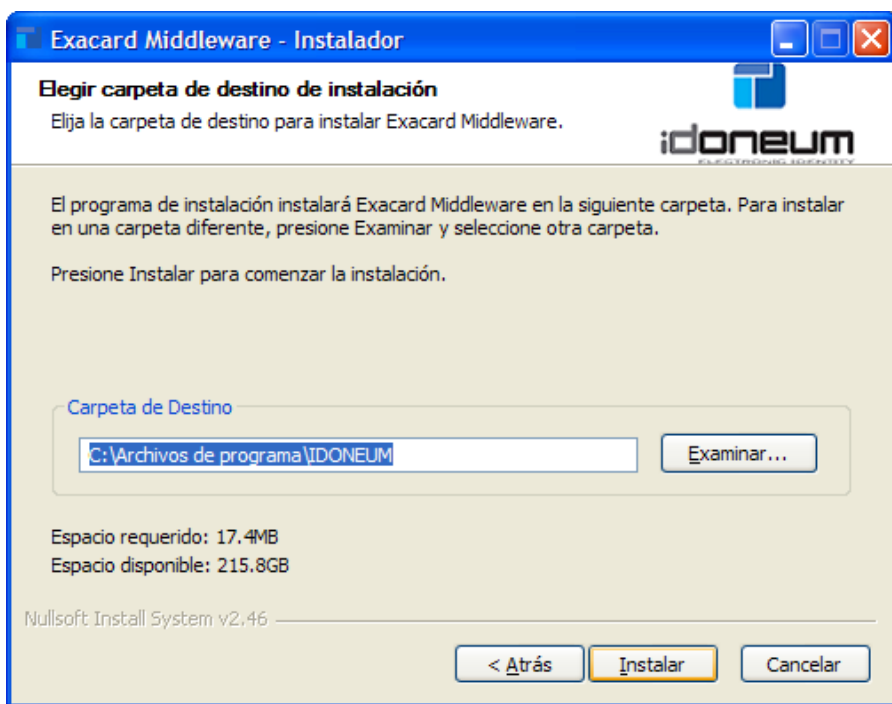 Exacard Middleware - Instalador
Elegir carpeta de destino de instalación
Elija la carpeta de destino para instalar Exacard Middleware.
idoneum
ELECTRONIC IDENTITY
El programa de instalación instalará Exacard Middleware en la siguiente carpeta. Para instalar
en una carpeta diferente, presione Examinar y seleccione otra carpeta.
Presione Instalar para comenzar la instalación.
Carpeta de Destino
C:\Archivos de programa\IDONEUM
Examinar...
Espacio requerido: 17.4MB
Espacio disponible: 215.8GB
Nullsoft Install System v2.46
< Atrás
Instalar
Cancelar